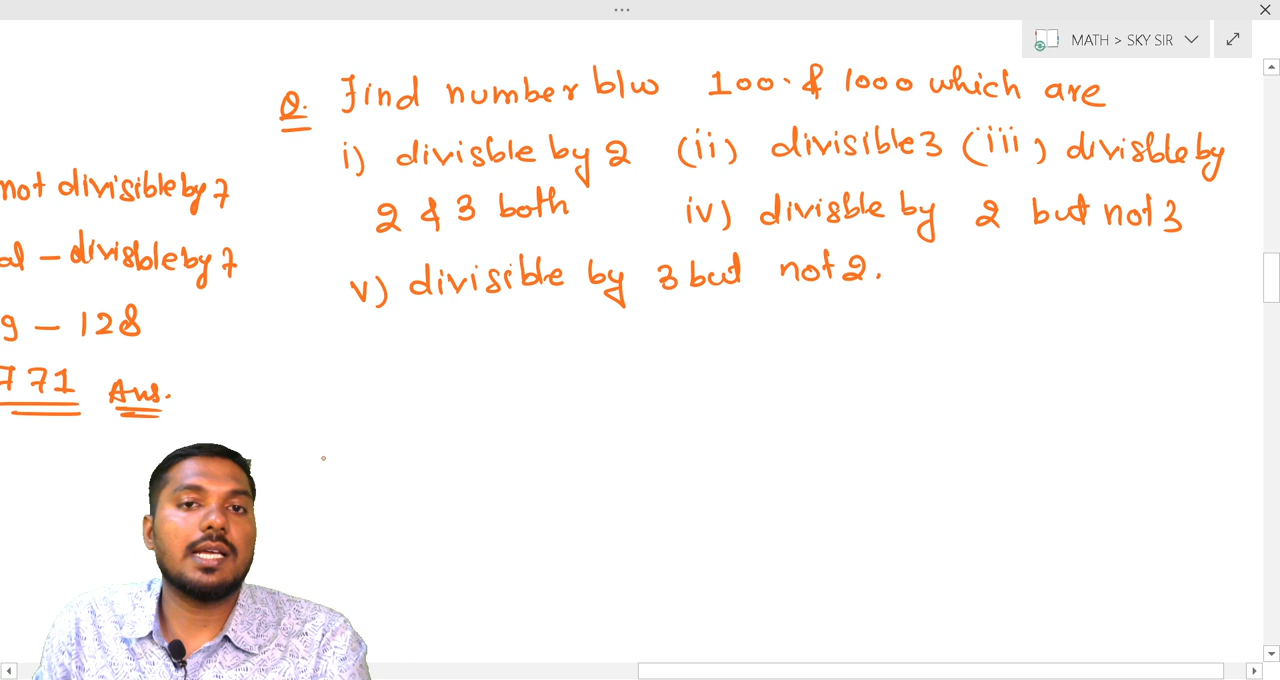 MATH > SKY SIR
Q. Find number b/w 100 & 1000 which are
i) divisble by 2 (ii) divisible 3 (iii) divisble by
2 & 3 both iv) divisble by 2 but not 3
v) divisible by 3 but not 2.
not divisible by 7
al - divisble by 7
9 - 128
771 Ans.